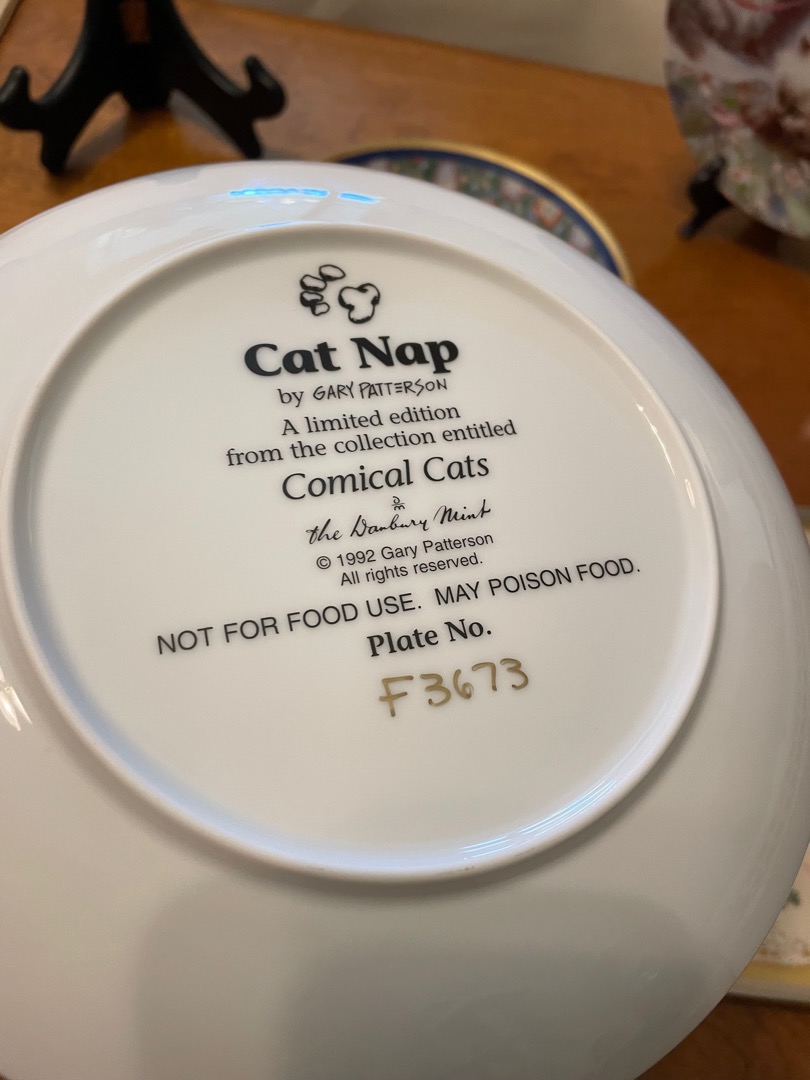 Cat Nap
by GARY PATTERSON
A limited edition
from the collection entitled
Comical Cats
DM
the Danbury Mint
© 1992 Gary Patterson
All rights reserved.
NOT FOR FOOD USE. MAY POISON FOOD.
Plate No.
F3673